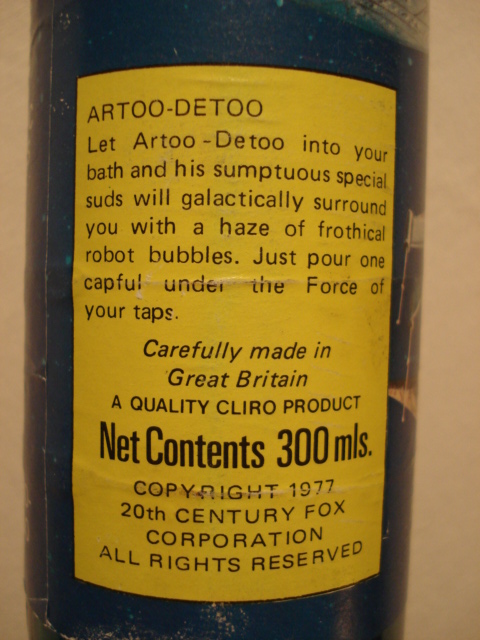 ARTOO-DETOO
Let Artoo-Detoo into your
bath and his sumptuous special
suds will galactically surround
you with a haze of frothical
robot bubbles. Just pour one
capful under the Force of
your taps.
Carefully made in
Great Britain
A QUALITY CLIRO PRODUCT
Net Contents 300 mls.
COPYRIGHT 1977
20th CENTURY FOX
CORPORATION
ALL RIGHTS RESERVED